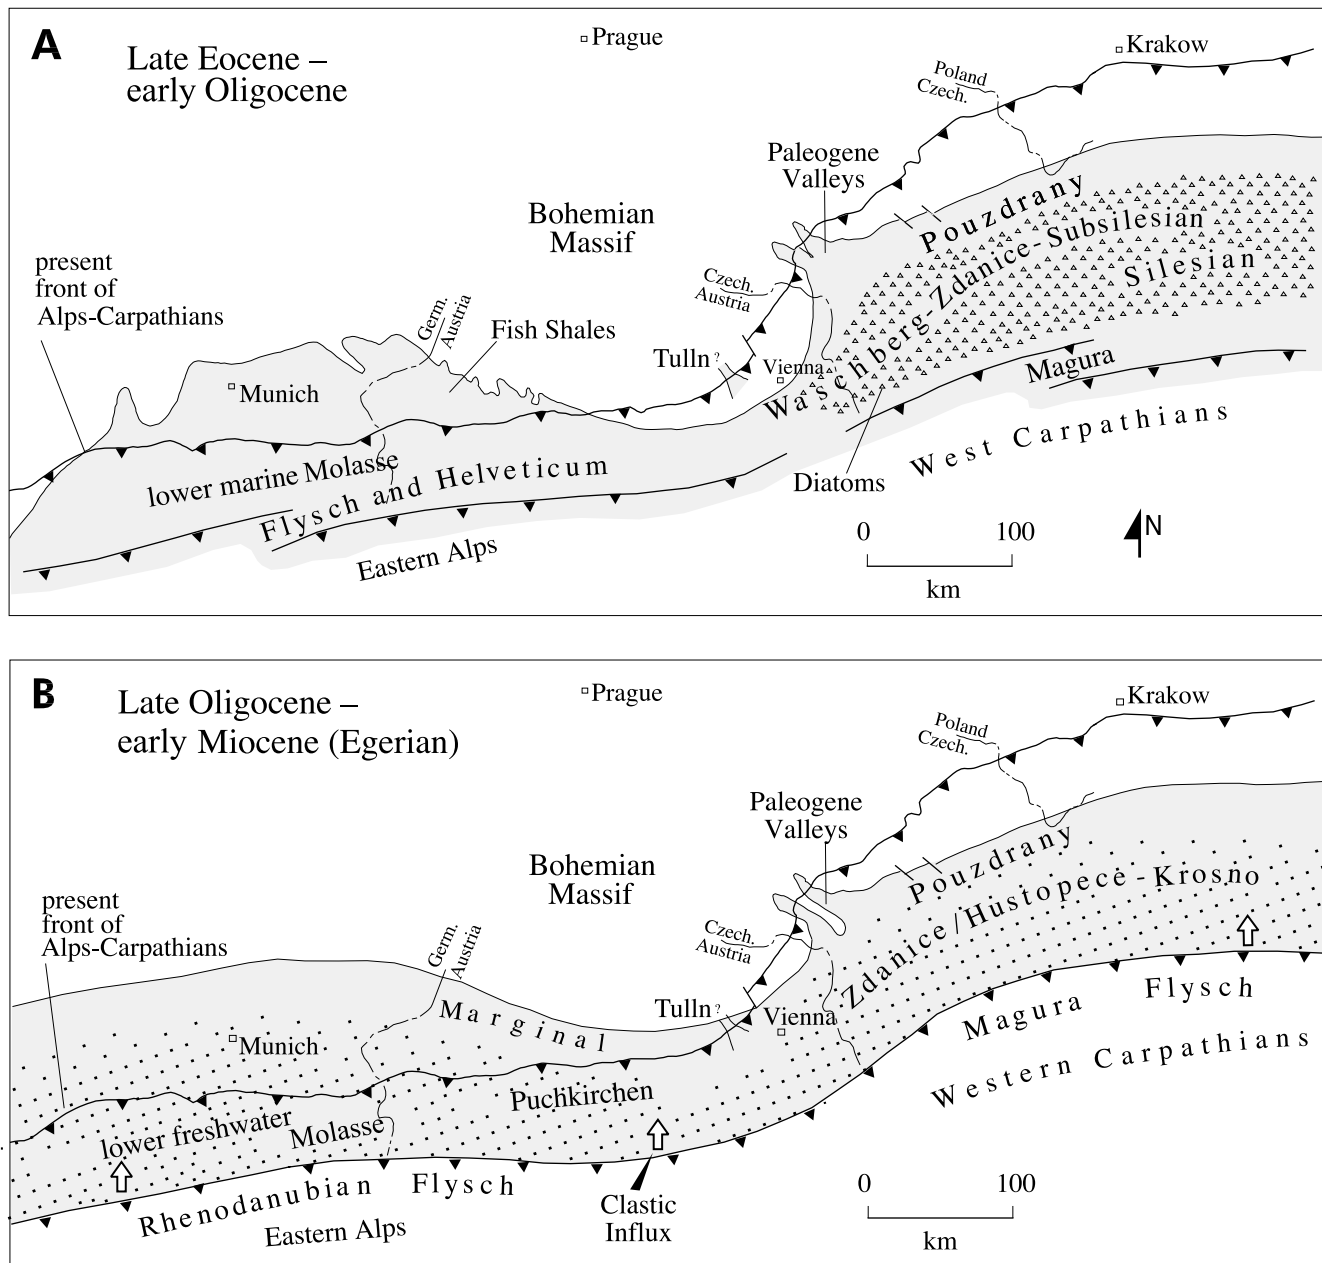 A
Late Eocene –
early Oligocene
Prague
Krakow
Poland
Czech.
Paleogene
Valleys
Bohemian
Massif
Pouzdrany
Waschberg-Zdanice-Subsilesian
Silesian
present
front of
Alps-Carpathians
Czech.
Austria
Germ.
Austria
Fish Shales
Tulln ?
Vienna
Munich
Magura
West Carpathians
lower marine Molasse
Flysch and Helveticum
Diatoms
Eastern Alps
0 100
km
N
B
Late Oligocene –
early Miocene (Egerian)
Prague
Krakow
Poland
Czech.
Paleogene
Valleys
Bohemian
Massif
Pouzdrany
Zdanice/Hustopece - Krosno
present
front of
Alps-Carpathians
Germ.
Austria
Czech.
Austria
Marginal
Tulln ?
Vienna
Munich
Magura Flysch
Western Carpathians
Puchkirchen
lower freshwater Molasse
Rhenodanubian Flysch
Eastern Alps
Clastic
Influx
0 100
km